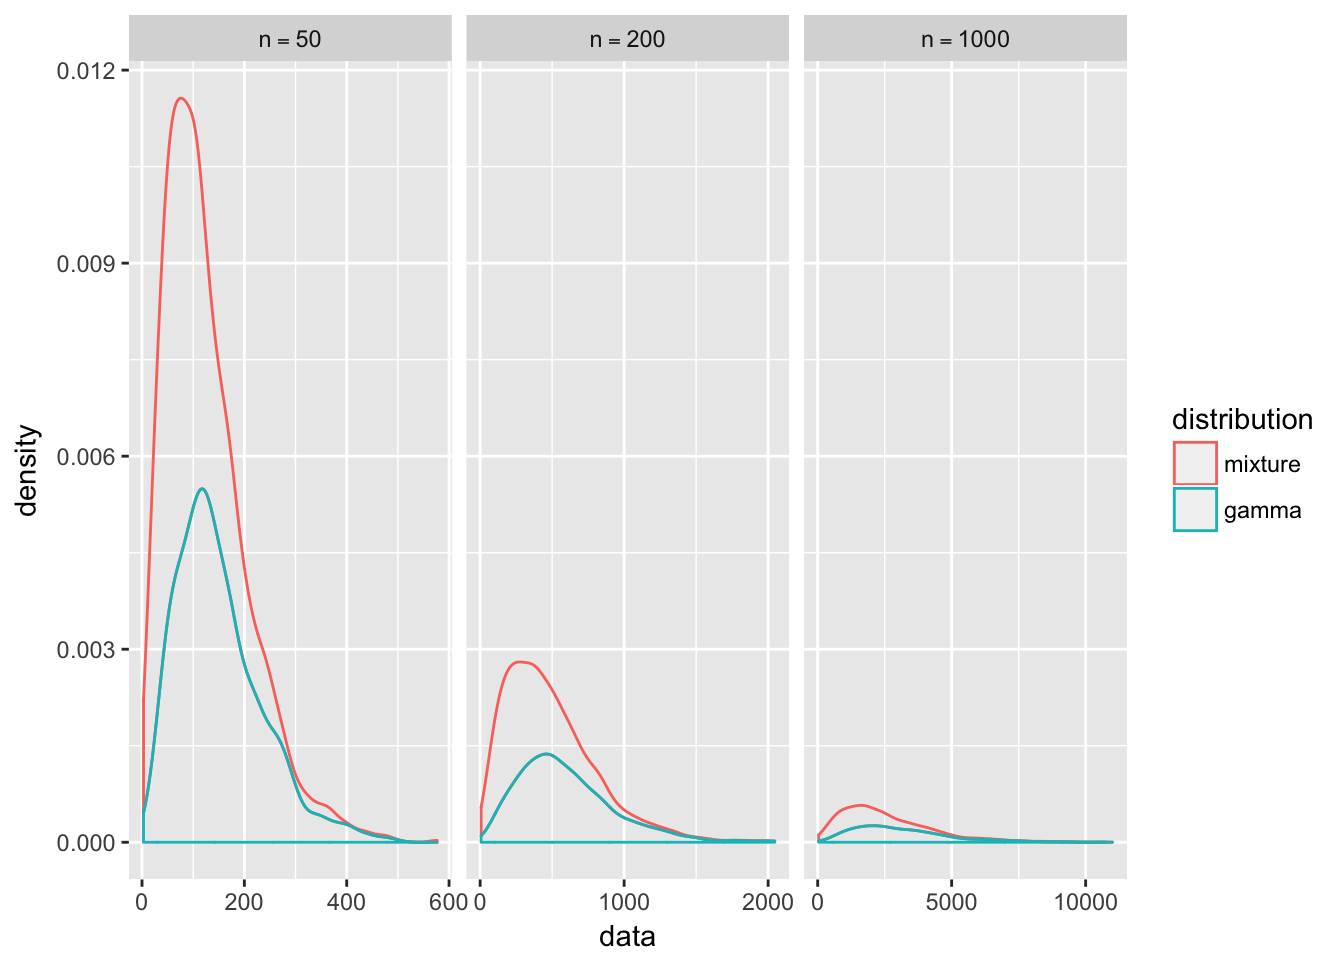 n = 50
n = 200
n = 1000
0.012
0.009
0.006
0.003
0.000
density
0 200 400 600
0 1000 2000
0 5000 10000
data
distribution
mixture
gamma